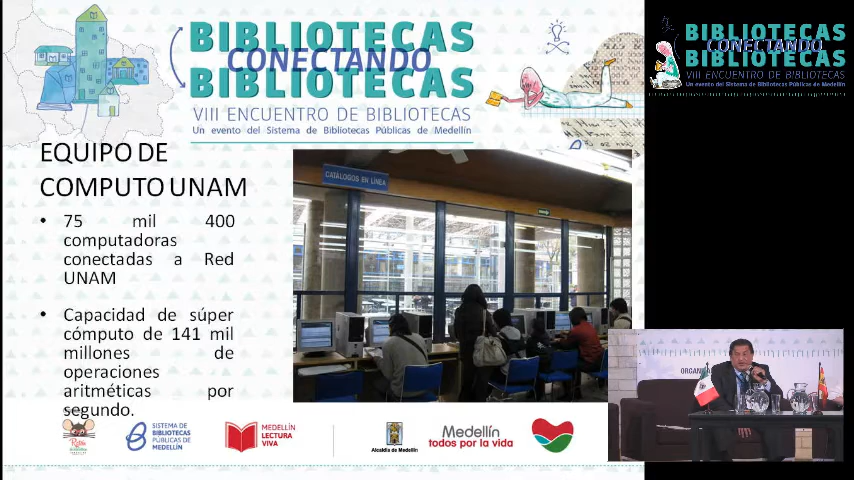 BIBLIOTECAS
CONECTANDO
BIBLIOTECAS
VIII ENCUENTRO DE BIBLIOTECAS
Un evento del Sistema de Bibliotecas Públicas de Medellín
EQUIPO DE
COMPUTO UNAM
• 75 mil 400
computadoras
conectadas a Red
UNAM
• Capacidad de súper
cómputo de 141 mil
millones de
operaciones
aritméticas por
segundo.
CATÁLOGOS EN LÍNEA
SISTEMA DE
BIBLIOTECAS
PÚBLICAS DE
MEDELLÍN
MEDELLÍN
LECTURA
VIVA
Alcaldía de Medellín
Medellín
todos por la vida
BIBLIOTECAS
CONECTANDO
BIBLIOTECAS
VIII ENCUENTRO DE BIBLIOTECAS
Un evento del Sistema de Bibliotecas Públicas de Medellín